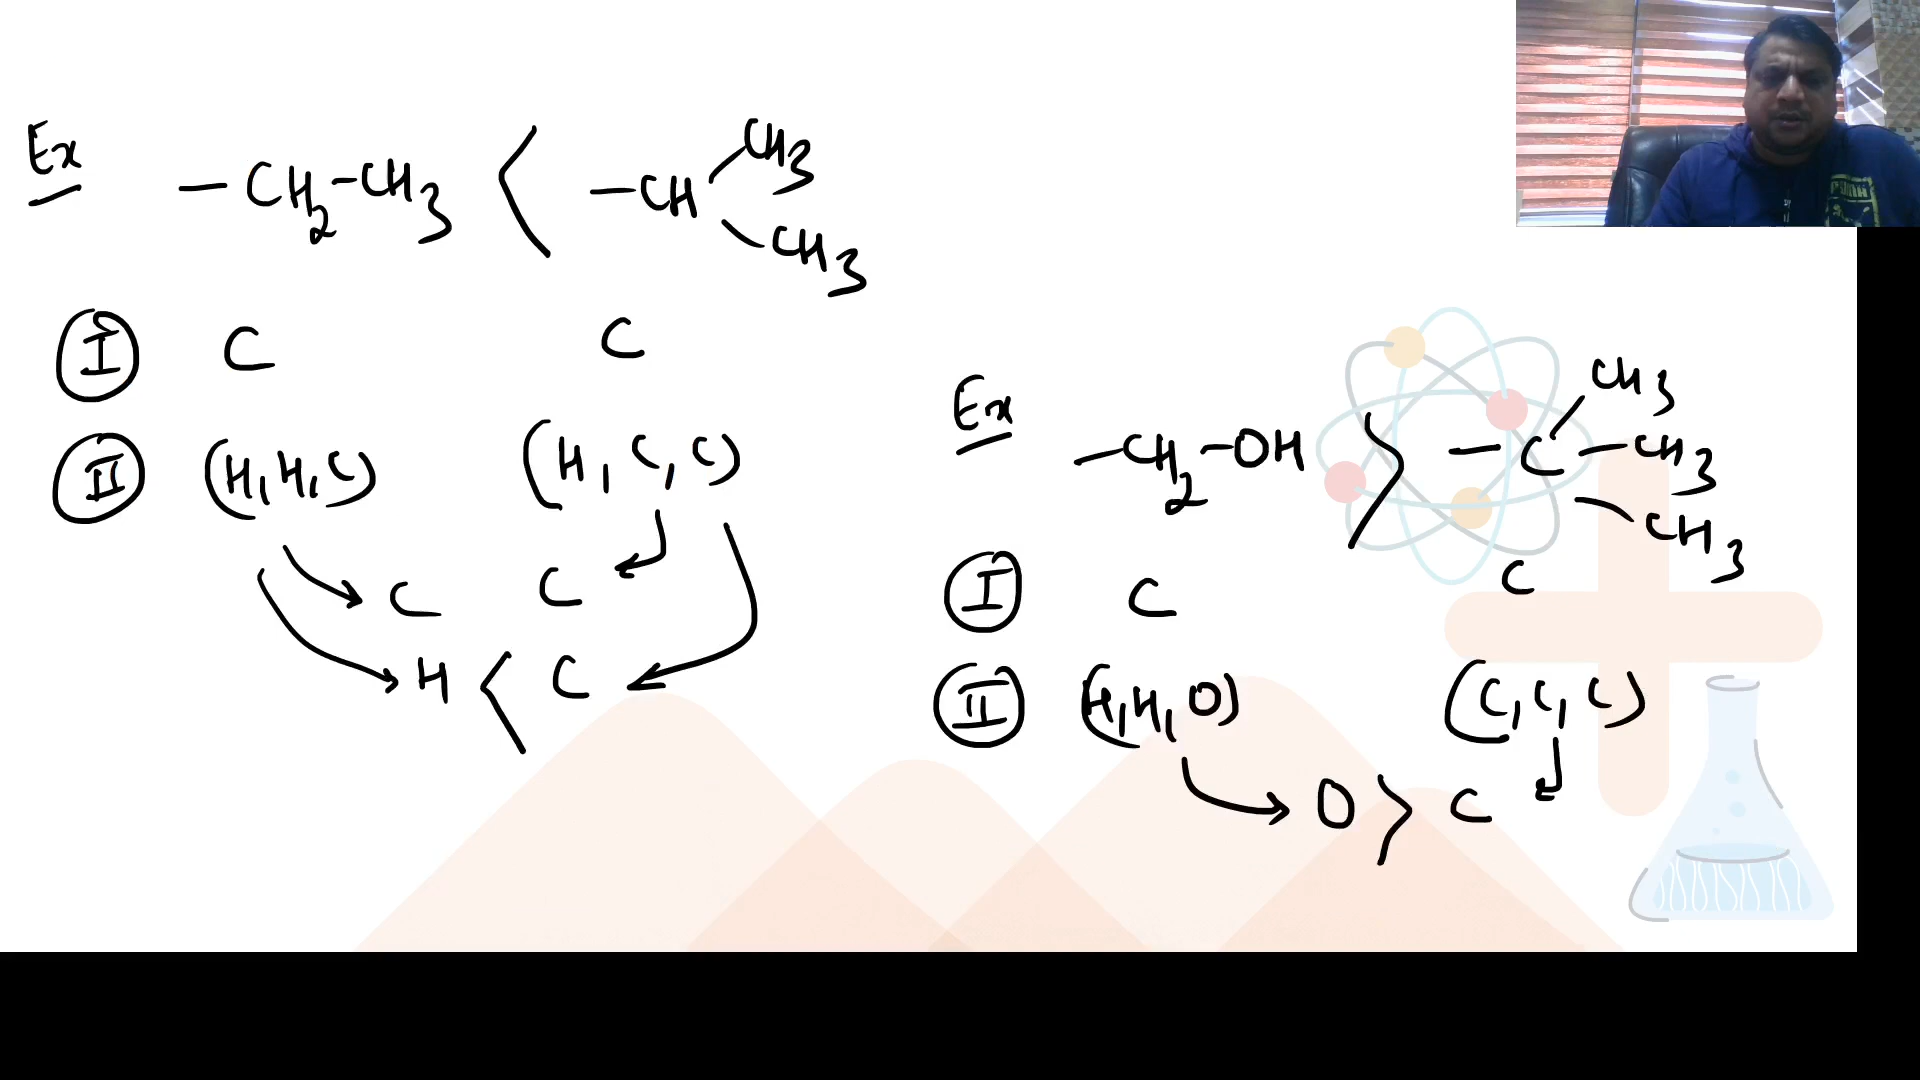 Ex
-CH2-CH3 < -CH
CH3
CH3
I C C
II (H,H,C) (H,C,C)
C C
H < C
Ex
-CH2-OH > -C
CH3
-CH3
CH3
I C C
II (H,H,O) (C,C,C)
O > C